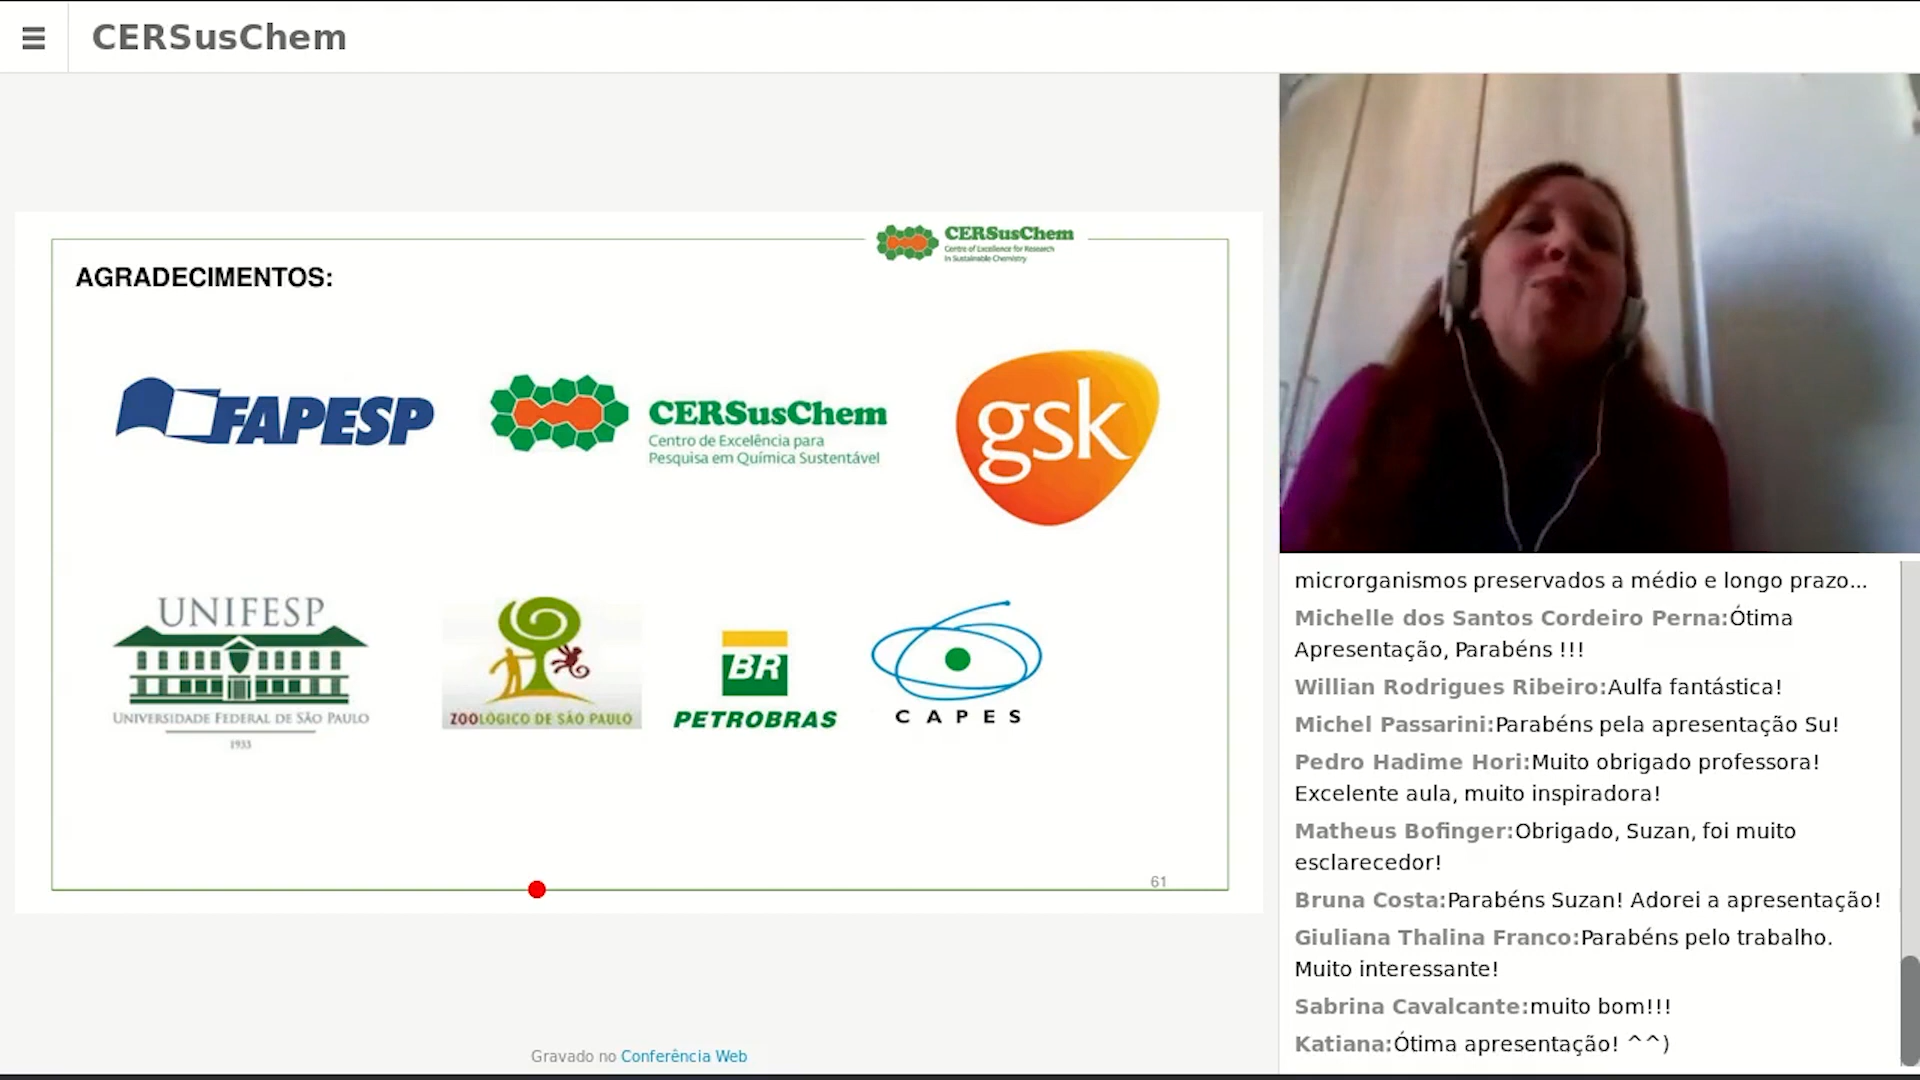 CERSusChem
CERSusChem
Centre of Excellence for Research
in Sustainable Chemistry
AGRADECIMENTOS:
FAPESP
CERSusChem
Centro de Excelência para
Pesquisa em Química Sustentável
gsk
UNIFESP
UNIVERSIDADE FEDERAL DE SÃO PAULO
1933
ZOOLÓGICO DE SÃO PAULO
BR
PETROBRAS
CAPES
61
Gravado no Conferência Web
microrganismos preservados a médio e longo prazo...
Michelle dos Santos Cordeiro Perna:Ótima
Apresentação, Parabéns !!!
Willian Rodrigues Ribeiro:Aulfa fantástica!
Michel Passarini:Parabéns pela apresentação Su!
Pedro Hadime Hori:Muito obrigado professora!
Excelente aula, muito inspiradora!
Matheus Bofinger:Obrigado, Suzan, foi muito
esclarecedor!
Bruna Costa:Parabéns Suzan! Adorei a apresentação!
Giuliana Thalina Franco:Parabéns pelo trabalho.
Muito interessante!
Sabrina Cavalcante:muito bom!!!
Katiana:Ótima apresentação! ^^)